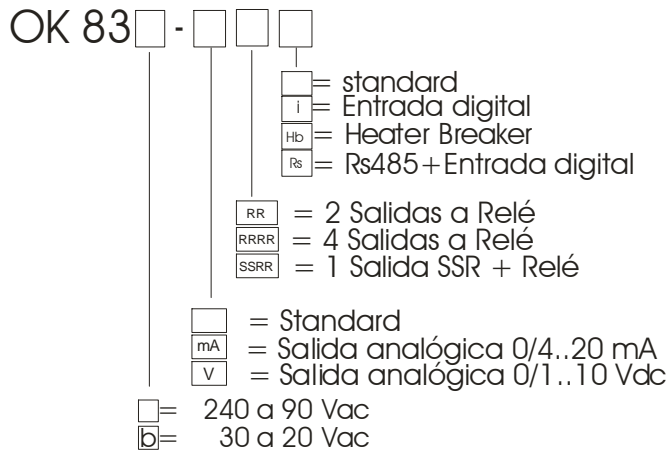 OK 83 -
= standard
i = Entrada digital
Hb = Heater Breaker
Rs = Rs485+Entrada digital
RR = 2 Salidas a Relé
RRRR = 4 Salidas a Relé
SSRR = 1 Salida SSR + Relé
= Standard
mA = Salida analógica 0/4..20 mA
V = Salida analógica 0/1..10 Vdc
= 240 a 90 Vac
b = 30 a 20 Vac